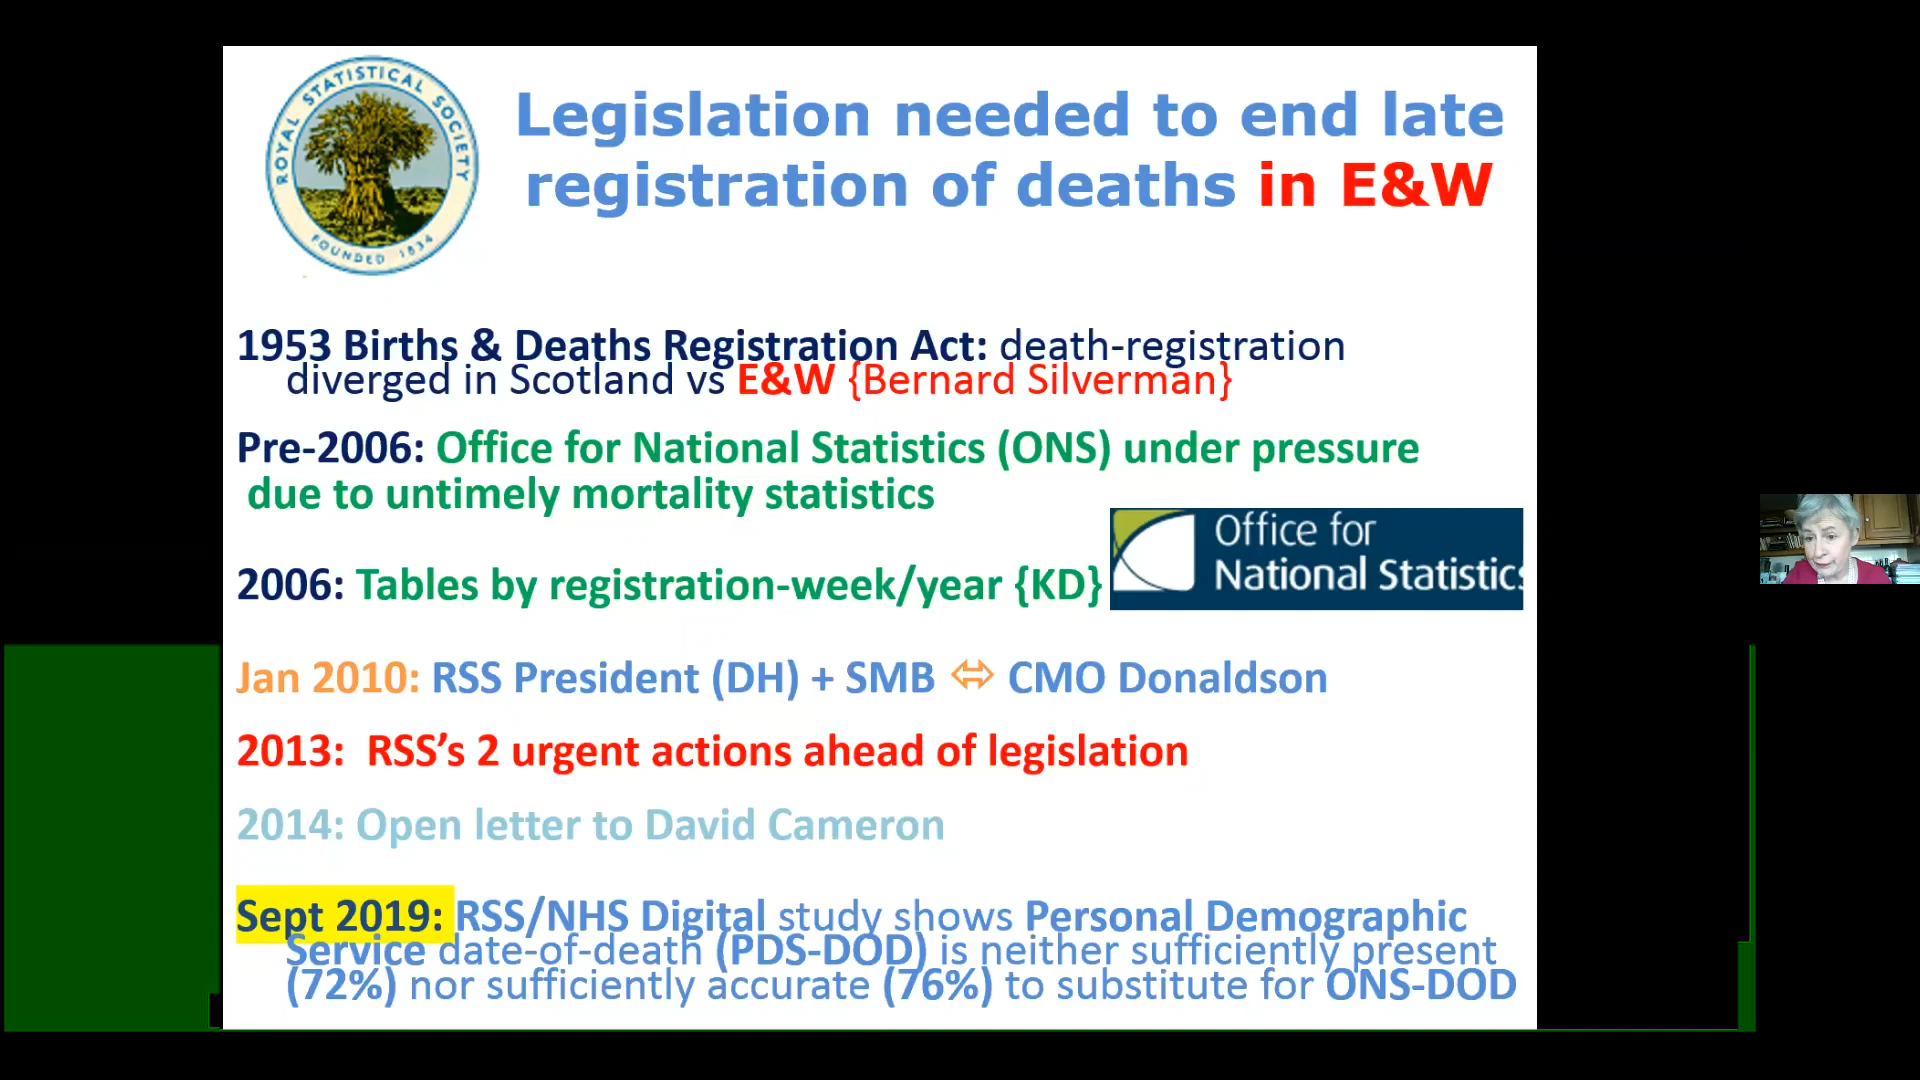 ROYAL STATISTICAL SOCIETY
FOUNDED 1834
Legislation needed to end late
registration of deaths in E&W
1953 Births & Deaths Registration Act: death-registration
diverged in Scotland vs E&W {Bernard Silverman}
Pre-2006: Office for National Statistics (ONS) under pressure
due to untimely mortality statistics
Office for
National Statistics
2006: Tables by registration-week/year {KD}
Jan 2010: RSS President (DH) + SMB ⬄ CMO Donaldson
2013: RSS’s 2 urgent actions ahead of legislation
2014: Open letter to David Cameron
Sept 2019: RSS/NHS Digital study shows Personal Demographic
Service date-of-death (PDS-DOD) is neither sufficiently present
(72%) nor sufficiently accurate (76%) to substitute for ONS-DOD